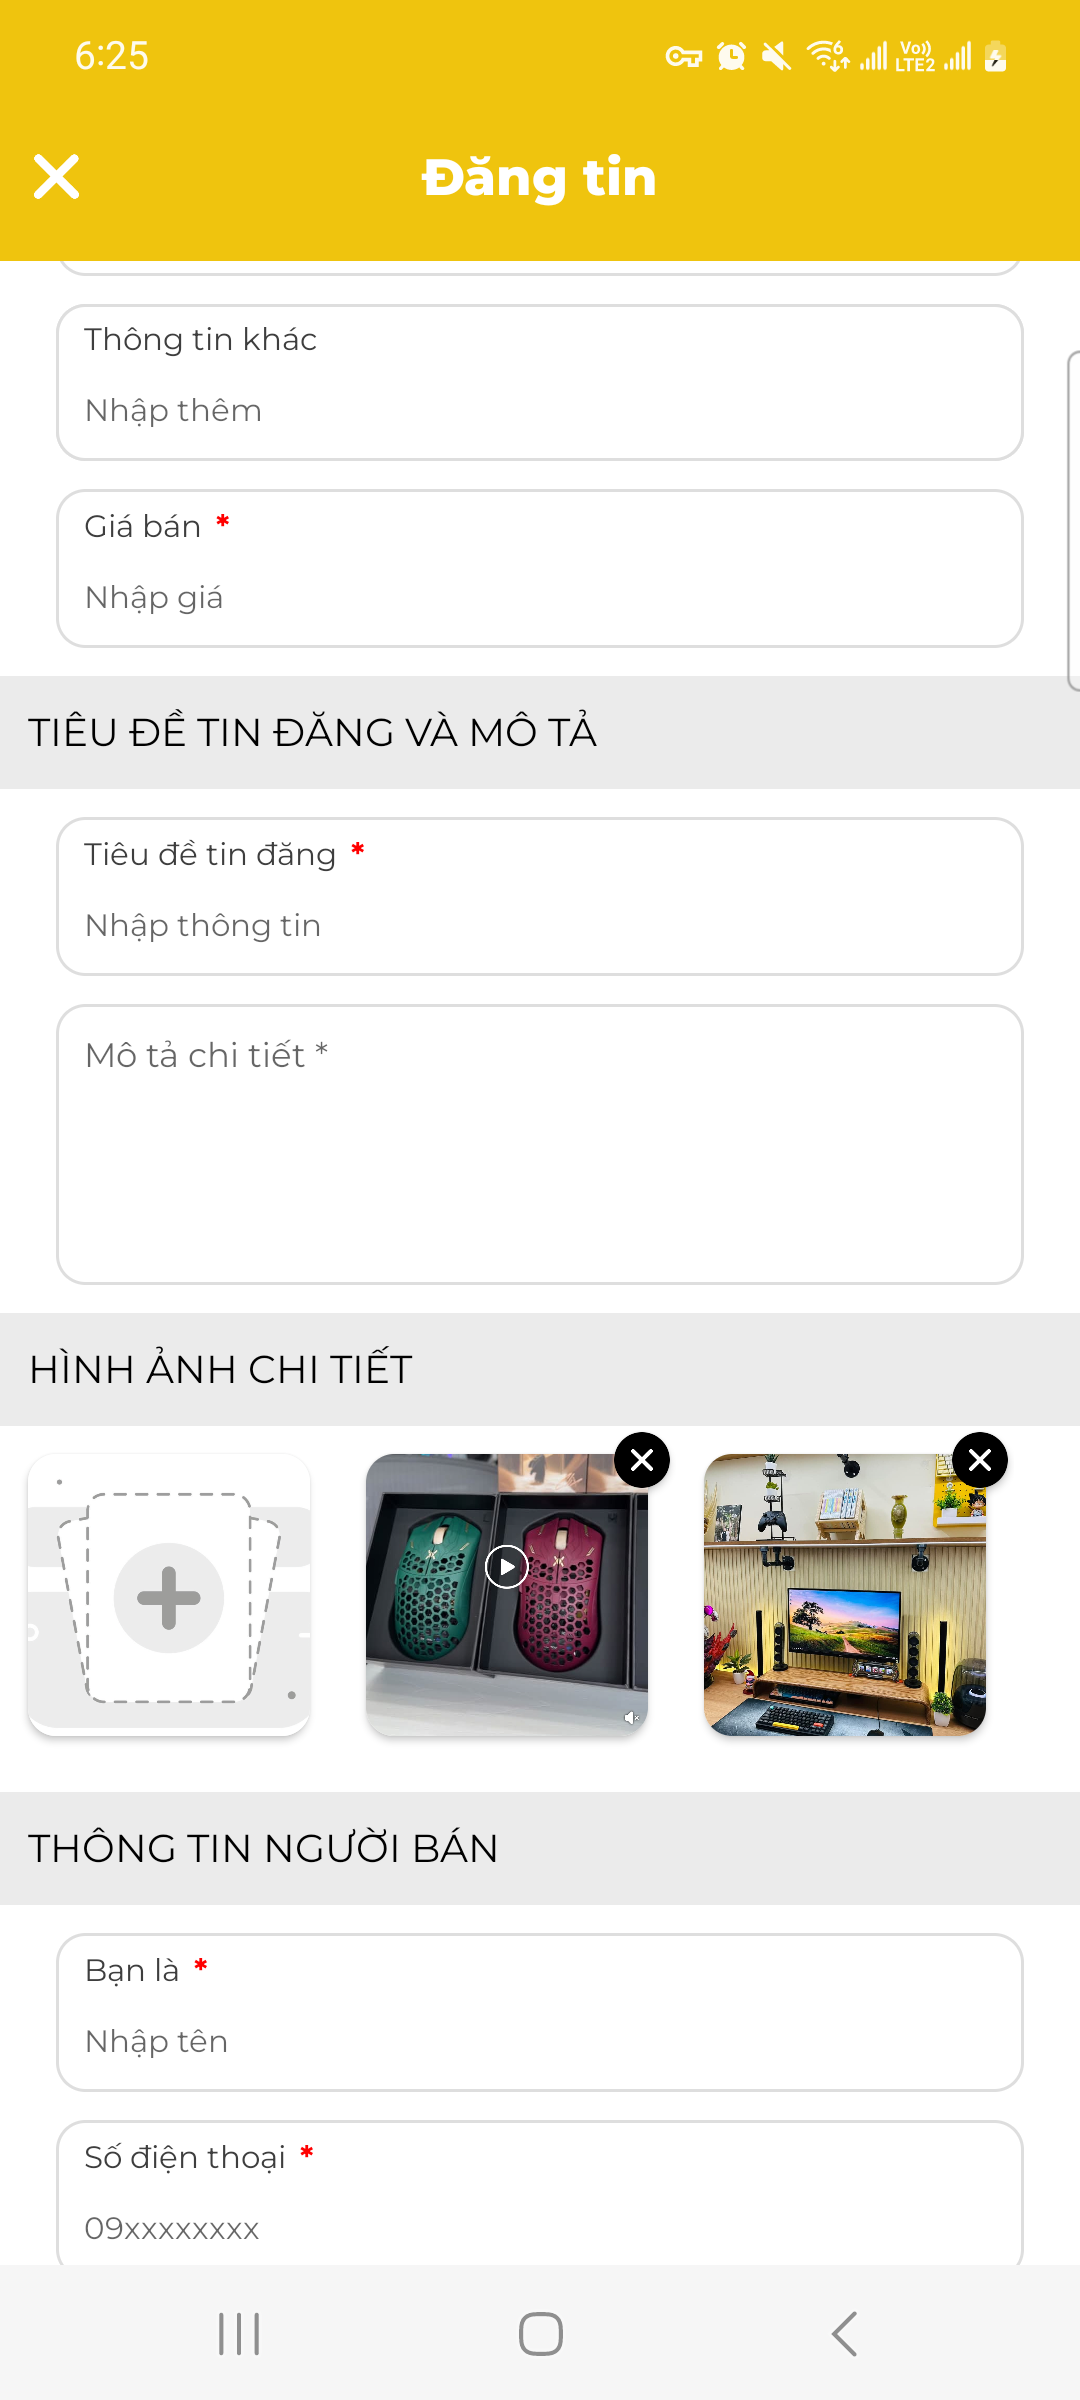 6:25
Vo))
LTE2
6
Đăng tin
Thông tin khác
Nhập thêm
Giá bán *
Nhập giá
TIÊU ĐỀ TIN ĐĂNG VÀ MÔ TẢ
Tiêu đề tin đăng *
Nhập thông tin
Mô tả chi tiết *
HÌNH ẢNH CHI TIẾT
THÔNG TIN NGƯỜI BÁN
Bạn là *
Nhập tên
Số điện thoại *
09xxxxxxxx